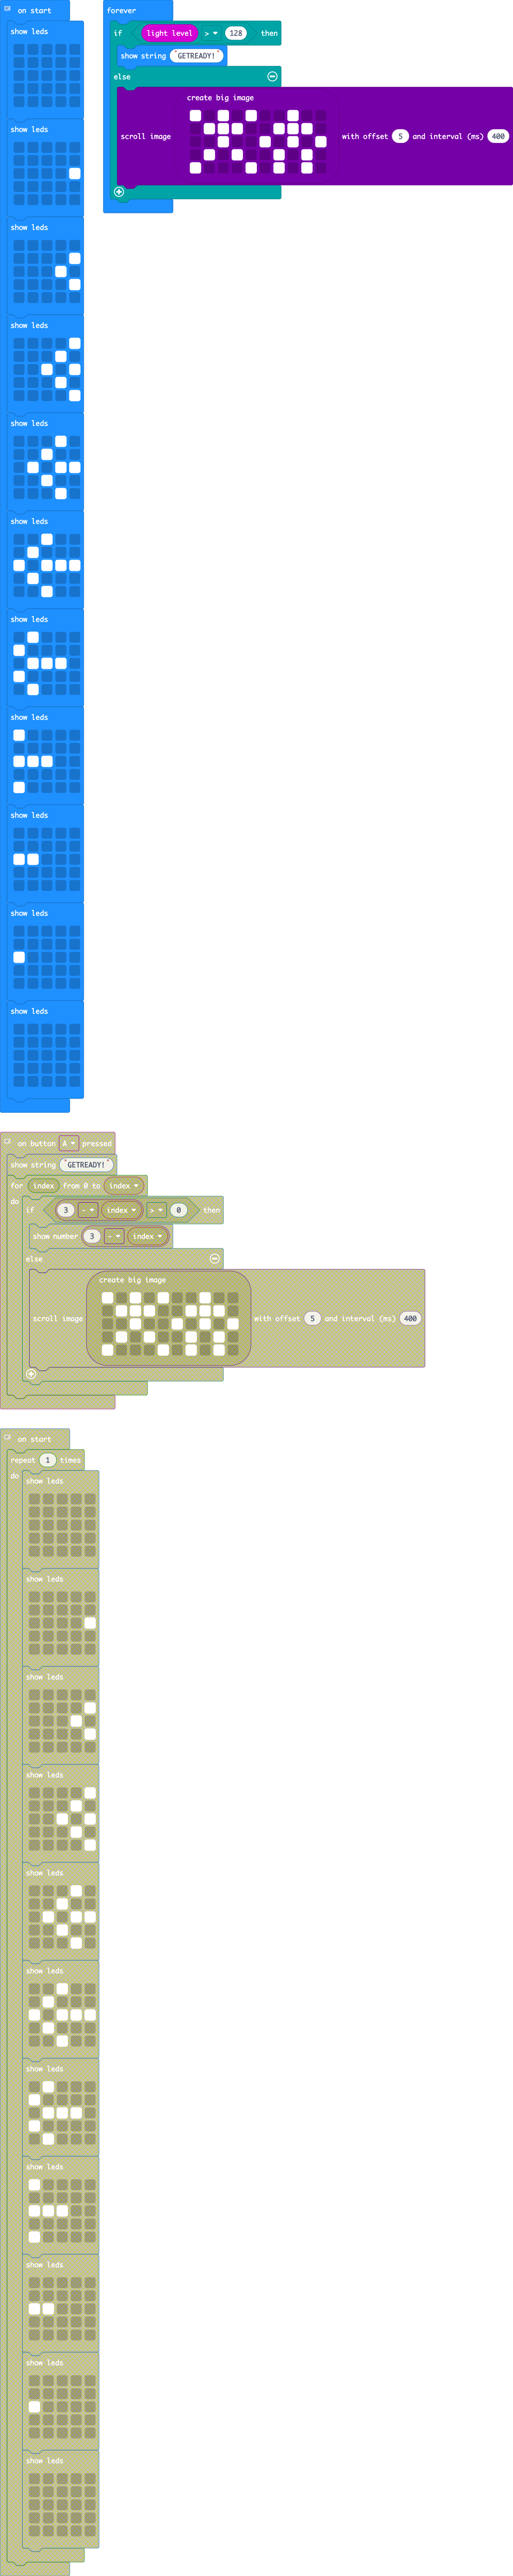 on start
show leds
show leds
show leds
show leds
show leds
show leds
show leds
show leds
show leds
show leds
show leds
forever
if light level > 128 then
show string "GETREADY!"
else
create big image
scroll image with offset 5 and interval (ms) 400
on button A pressed
show string "GETREADY!"
for index from 0 to index
do
if 3 - index > 0 then
show number 3 - index
else
create big image
scroll image with offset 5 and interval (ms) 400
on start
repeat 1 times
do
show leds
show leds
show leds
show leds
show leds
show leds
show leds
show leds
show leds
show leds
show leds